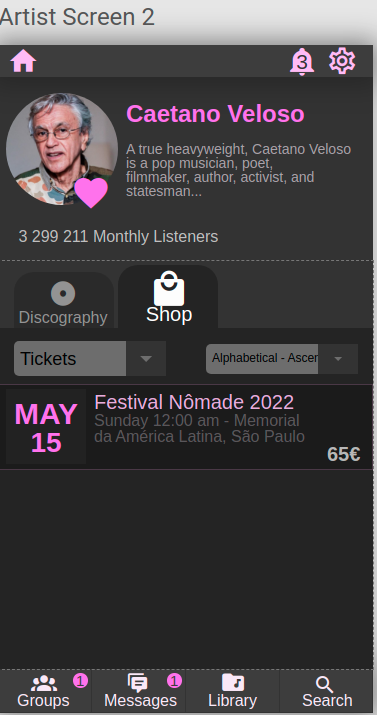 Artist Screen 2
3
Caetano Veloso
A true heavyweight, Caetano Veloso
is a pop musician, poet,
filmmaker, author, activist, and
statesman...
3 299 211 Monthly Listeners
Discography
Shop
Tickets
Alphabetical - Ascer
MAY
15
Festival Nômade 2022
Sunday 12:00 am - Memorial
da América Latina, São Paulo
65€
1
Groups
1
Messages
Library
Search